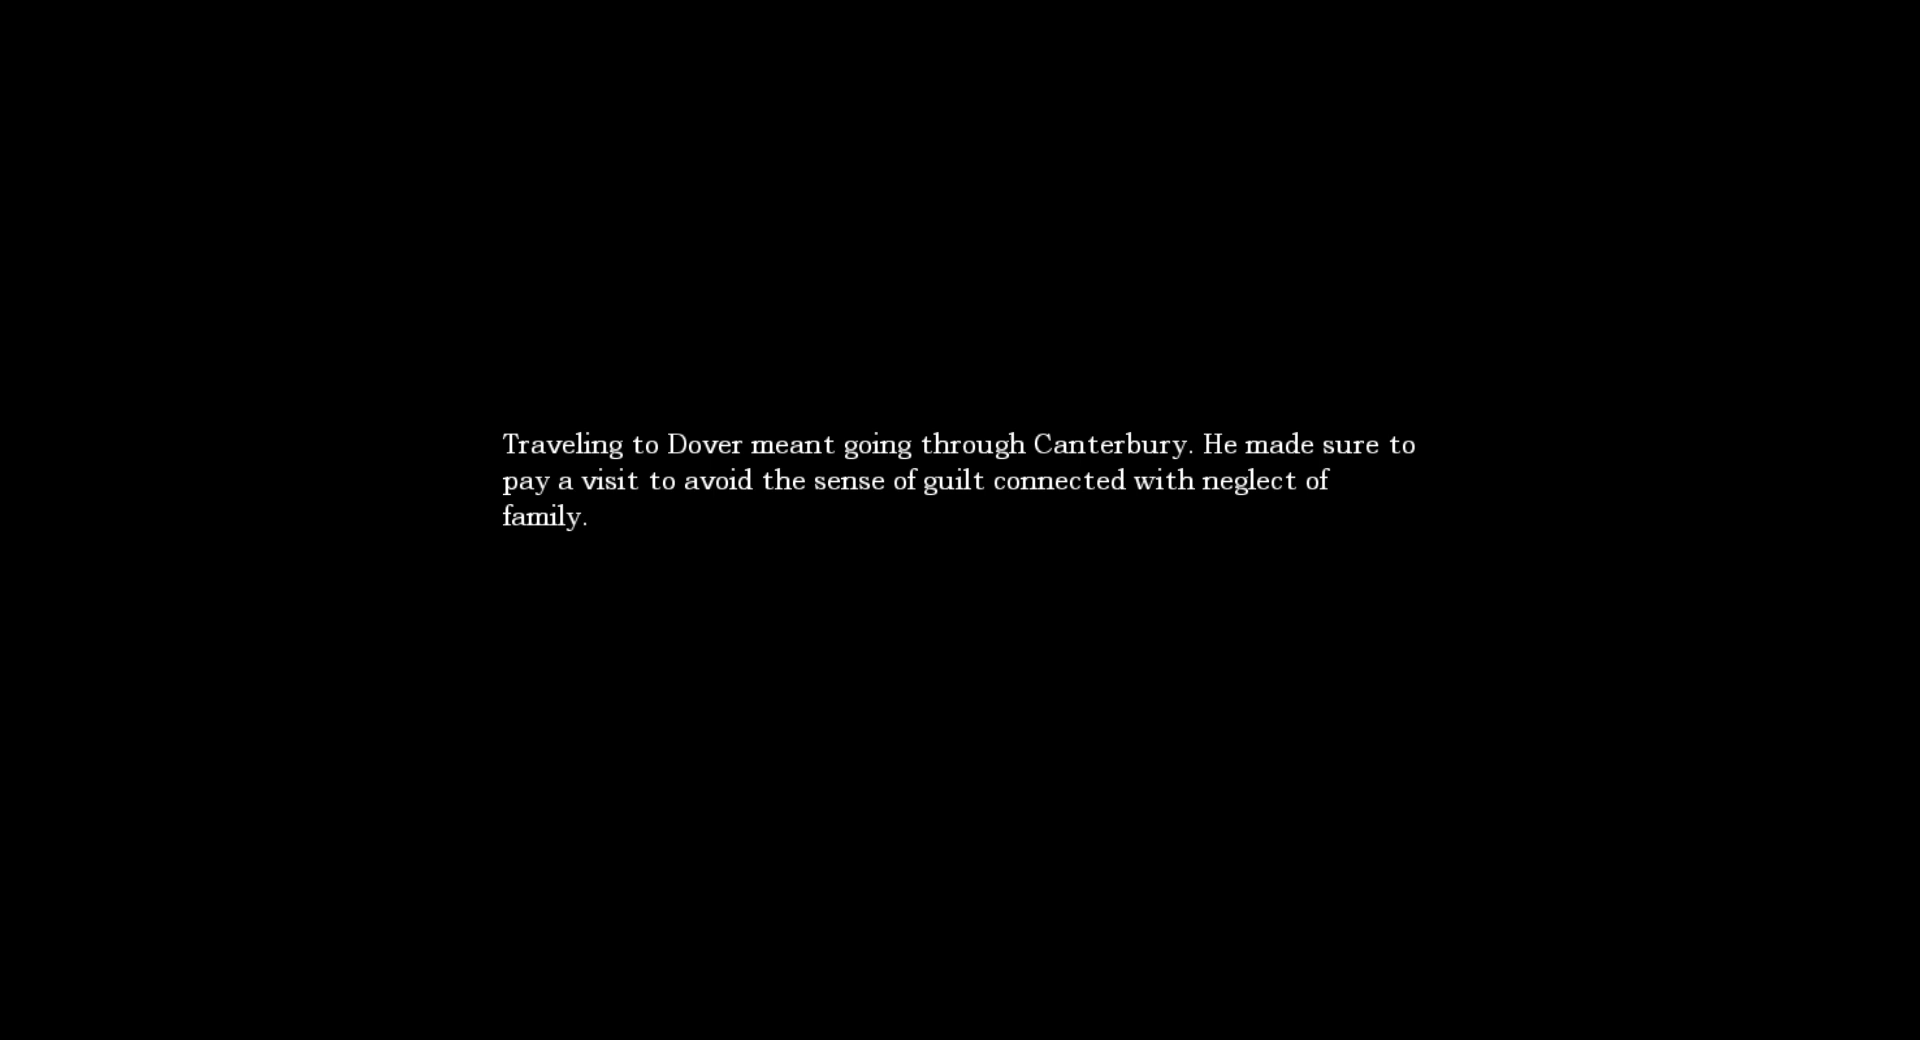 Traveling to Dover meant going through Canterbury. He made sure to
pay a visit to avoid the sense of guilt connected with neglect of
family.